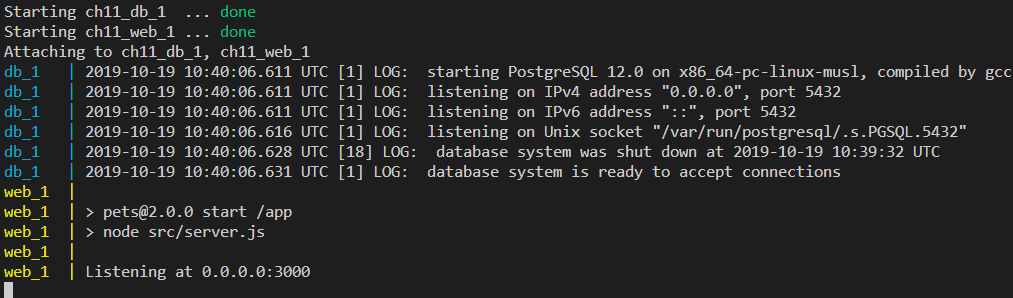 Starting ch11_db_1  ... done
Starting ch11_web_1 ... done
Attaching to ch11_db_1, ch11_web_1
db_1   | 2019-10-19 10:40:06.611 UTC [1] LOG:  starting PostgreSQL 12.0 on x86_64-pc-linux-musl, compiled by gcc
db_1   | 2019-10-19 10:40:06.611 UTC [1] LOG:  listening on IPv4 address "0.0.0.0", port 5432
db_1   | 2019-10-19 10:40:06.611 UTC [1] LOG:  listening on IPv6 address "::", port 5432
db_1   | 2019-10-19 10:40:06.616 UTC [1] LOG:  listening on Unix socket "/var/run/postgresql/.s.PGSQL.5432"
db_1   | 2019-10-19 10:40:06.628 UTC [18] LOG:  database system was shut down at 2019-10-19 10:39:32 UTC
db_1   | 2019-10-19 10:40:06.631 UTC [1] LOG:  database system is ready to accept connections
web_1  |
web_1  | > pets@2.0.0 start /app
web_1  | > node src/server.js
web_1  |
web_1  | Listening at 0.0.0.0:3000